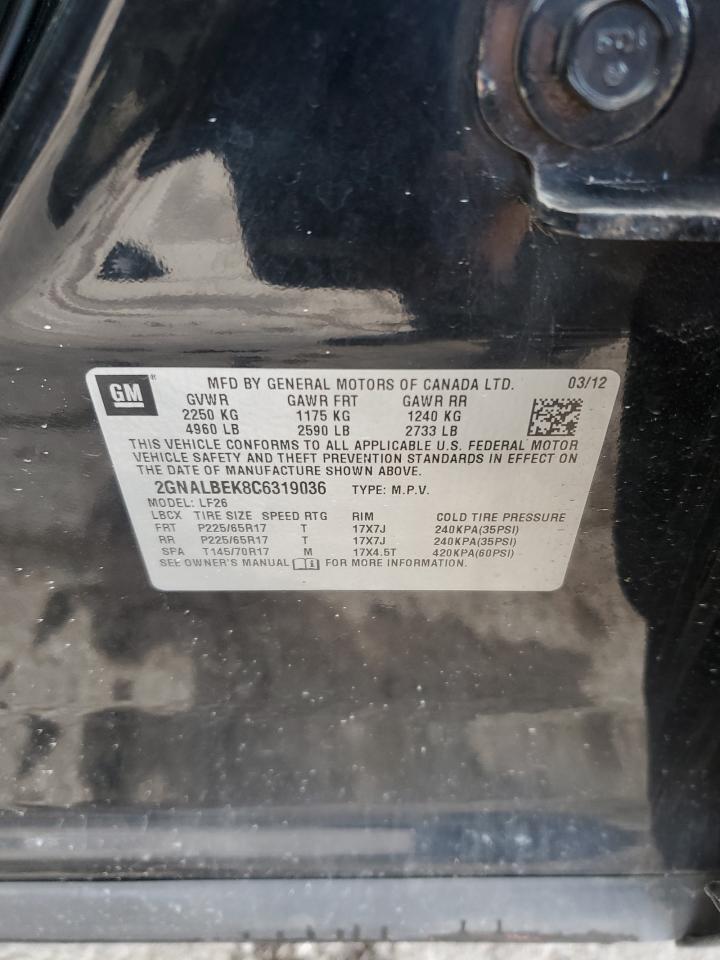 GM ® MFD BY GENERAL MOTORS OF CANADA LTD. 03/12
GVWR GAWR FRT GAWR RR
2250 KG 1175 KG 1240 KG
4960 LB 2590 LB 2733 LB
THIS VEHICLE CONFORMS TO ALL APPLICABLE U.S. FEDERAL MOTOR
VEHICLE SAFETY AND THEFT PREVENTION STANDARDS IN EFFECT ON
THE DATE OF MANUFACTURE SHOWN ABOVE.
2GNALBEK8C6319036 TYPE: M.P.V.
MODEL: LF26
LBCX TIRE SIZE SPEED RTG RIM COLD TIRE PRESSURE
FRT P225/65R17 T 17X7J 240KPA(35PSI)
RR P225/65R17 T 17X7J 240KPA(35PSI)
SPA T145/70R17 M 17X4.5T 420KPA(60PSI)
SEE OWNER'S MANUAL FOR MORE INFORMATION.